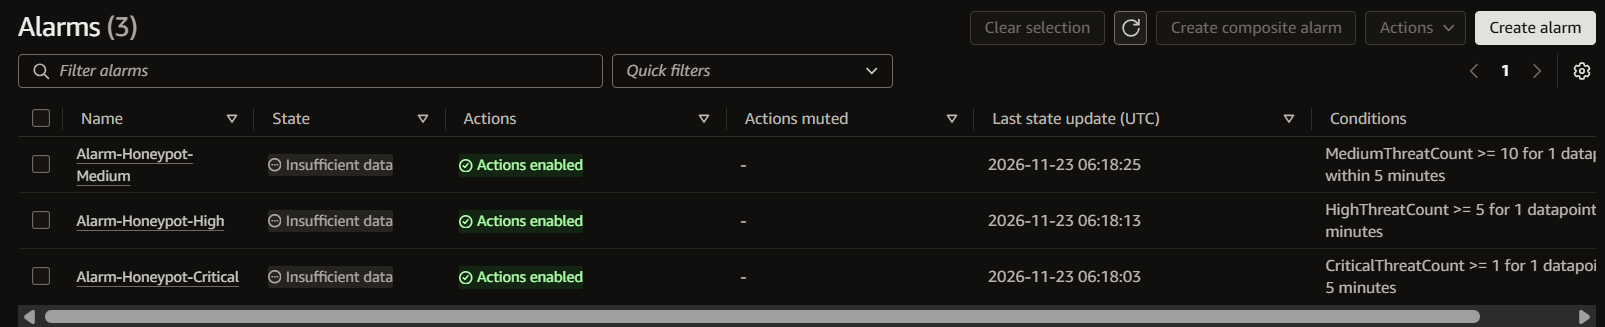 Alarms (3)
Clear selection
Create composite alarm
Actions
Create alarm
Filter alarms
Quick filters
1
Name
State
Actions
Actions muted
Last state update (UTC)
Conditions
Alarm-Honeypot-
Medium
Insufficient data
Actions enabled
-
2026-11-23 06:18:25
MediumThreatCount >= 10 for 1
within 5 minutes
Alarm-Honeypot-High
Insufficient data
Actions enabled
-
2026-11-23 06:18:13
HighThreatCount >= 5 for 1 datapoint
minutes
Alarm-Honeypot-Critical
Insufficient data
Actions enabled
-
2026-11-23 06:18:03
CriticalThreatCount >= 1 for 1
5 minutes